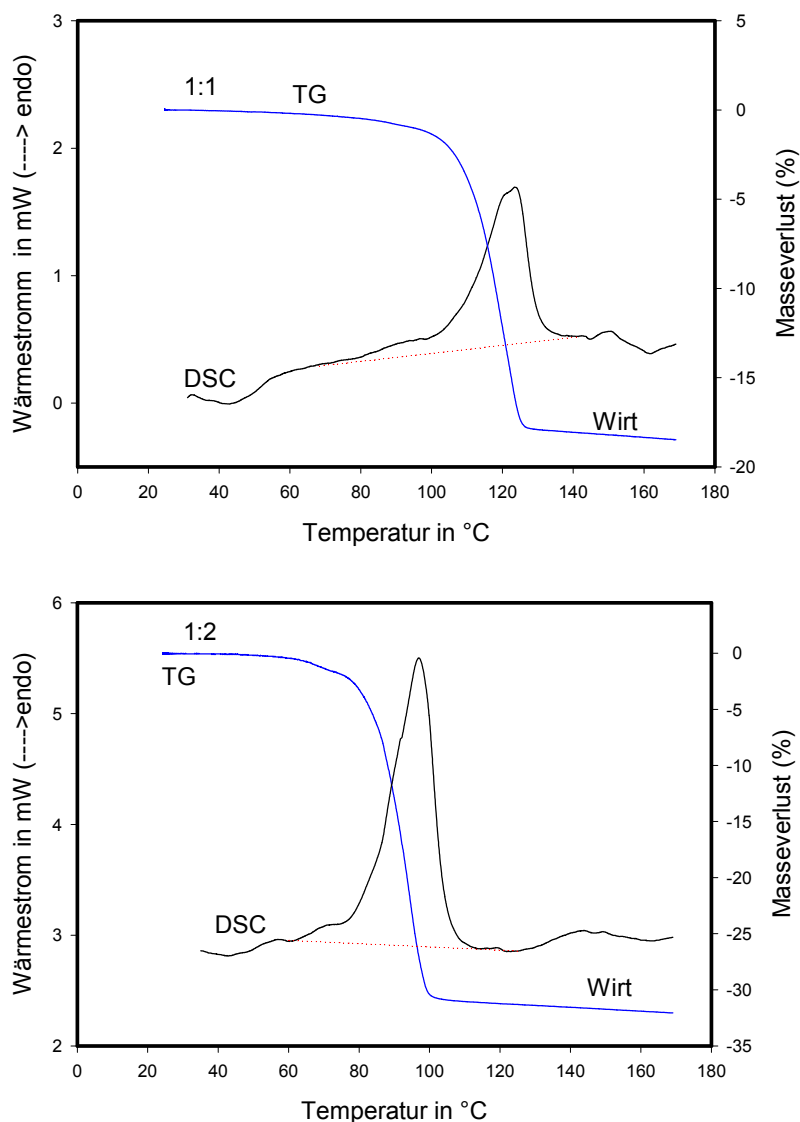 3
5
1:1
TG
0
2
-5
1
-10
DSC
-15
0
Wirt
-20
0 20 40 60 80 100 120 140 160 180
Wärmestromm in mW (----> endo)
Masseverlust (%)
Temperatur in °C
6
1:2
0
TG
5
-5
-10
4
-15
-20
DSC
3
-25
Wirt
-30
2
-35
0 20 40 60 80 100 120 140 160 180
Wärmestrom in mW (---->endo)
Masseverlust (%)
Temperatur in °C